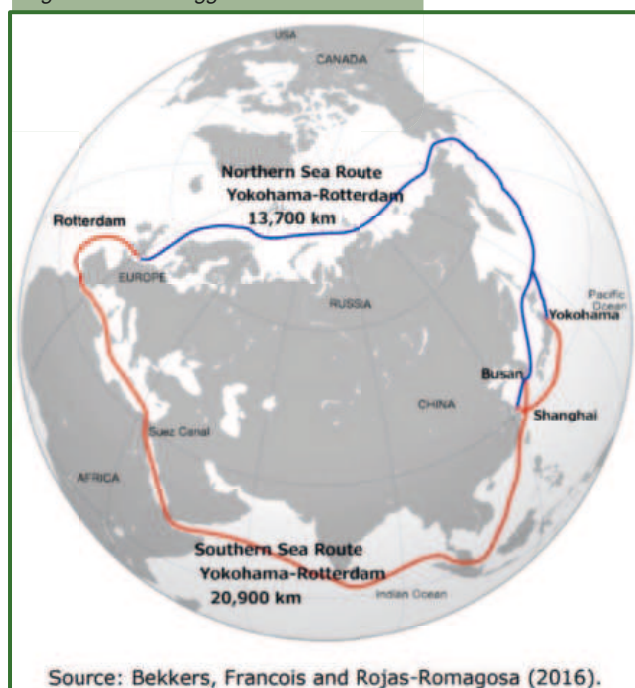 USA
CANADA
Northern Sea Route
Yokohama-Rotterdam
13,700 km
Rotterdam
EUROPE
RUSSIA
Pacific
Ocean
Yokohama
Busan
CHINA
Shanghai
Suez Canal
AFRICA
Southern Sea Route
Yokohama-Rotterdam
20,900 km
Indian Ocean
Source: Bekkers, Francois and Rojas-Romagosa (2016).